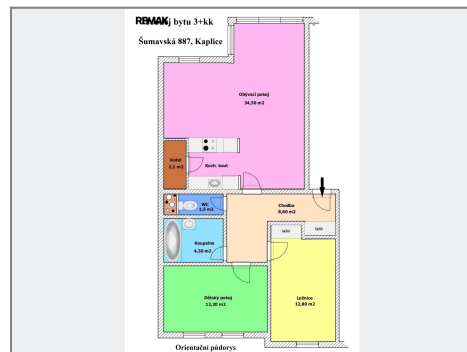 RE/MAX j bytu 3+kk
Šumavská 887, Kaplice
Obývací pokoj
34,50 m2
Kotel
2,1 m2
Kuch. kout
WC
1,5 m2
Chodba
8,60 m2
Koupelna
4,30 m2
Dětský pokoj
12,30 m2
Ložnice
12,80 m2
Orientační půdorys